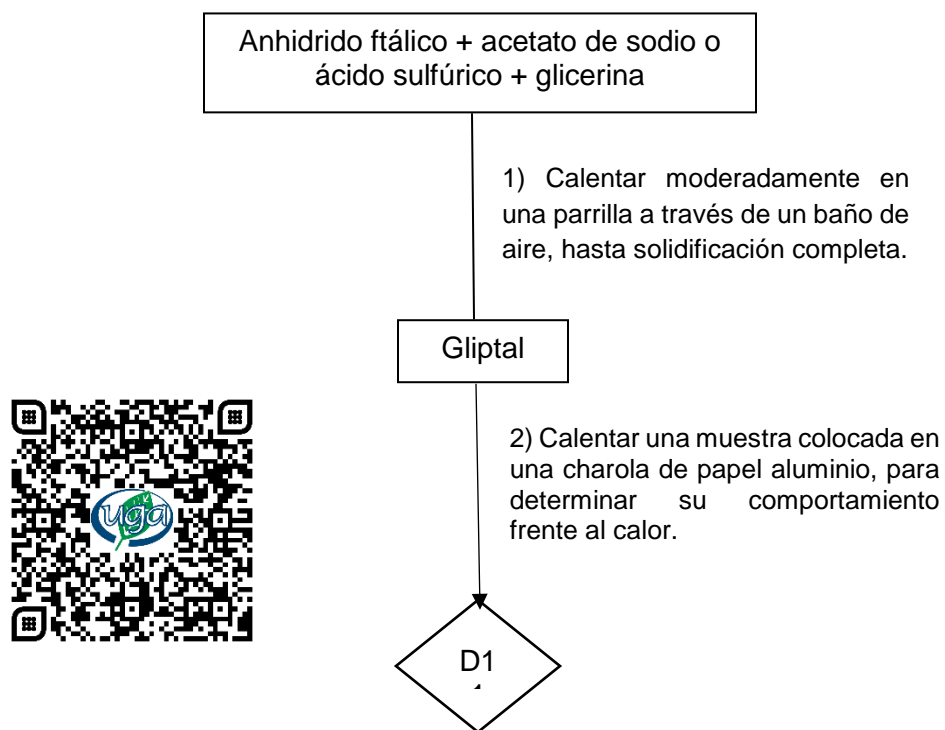 Anhidrido ftálico + acetato de sodio o
ácido sulfúrico + glicerina
1) Calentar moderadamente en
una parrilla a través de un baño de
aire, hasta solidificación completa.
Gliptal
uga
2) Calentar una muestra colocada en
una charola de papel aluminio, para
determinar su comportamiento
frente al calor.
D1